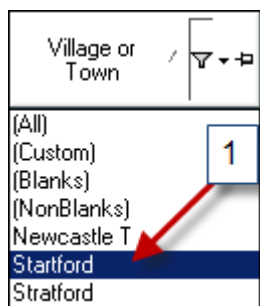 Village or
Town
(All)
(Custom)
1
(Blanks)
(NonBlanks)
Newcastle T
Startford
Stratford